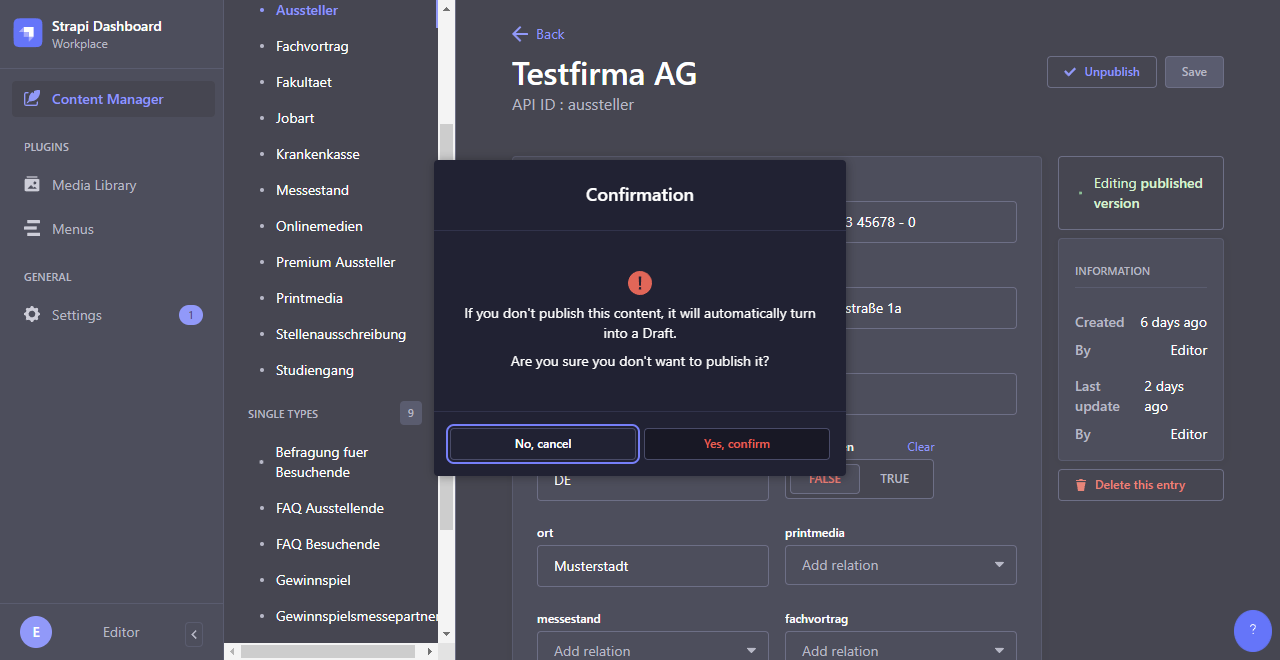 Strapi Dashboard
Workplace
Content Manager
PLUGINS
Media Library
Menus
GENERAL
Settings
1
E
Editor
Aussteller
Fachvortrag
Fakultaet
Jobart
Krankenkasse
Messestand
Onlinemedien
Premium Aussteller
Printmedia
Stellenausschreibung
Studiengang
SINGLE TYPES
9
Befragung fuer
Besuchende
FAQ Ausstellende
FAQ Besuchende
Gewinnspiel
Gewinnspielsmessepartner
Back
Testfirma AG
API ID : aussteller
Unpublish
Save
Confirmation
If you don't publish this content, it will automatically turn
into a Draft.
Are you sure you don't want to publish it?
No, cancel
Yes, confirm
3 45678 - 0
straße 1a
Clear
DE
FALSE
TRUE
ort
printmedia
Musterstadt
Add relation
messestand
fachvortrag
Add relation
Add relation
Editing published
version
INFORMATION
Created
6 days ago
By
Editor
Last
update
2 days
ago
By
Editor
Delete this entry
?